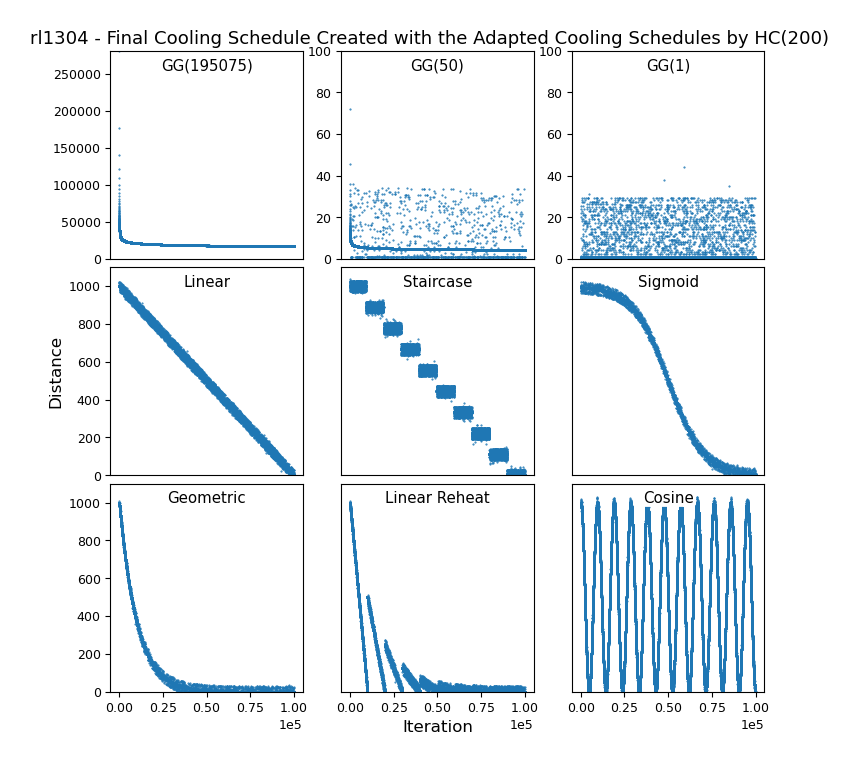 rl1304 - Final Cooling Schedule Created with the Adapted Cooling Schedules by HC(200)
GG(195075) GG(50) GG(1)
250000
200000
150000
100000
50000
0
100
80
60
40
20
0
100
80
60
40
20
0
Distance
Linear Staircase Sigmoid
1000
800
600
400
200
0
Geometric Linear Reheat Cosine
1000
800
600
400
200
0
0.00 0.25 0.50 0.75 1.00
1e5
0.00 0.25 0.50 0.75 1.00
1e5
0.00 0.25 0.50 0.75 1.00
1e5
Iteration